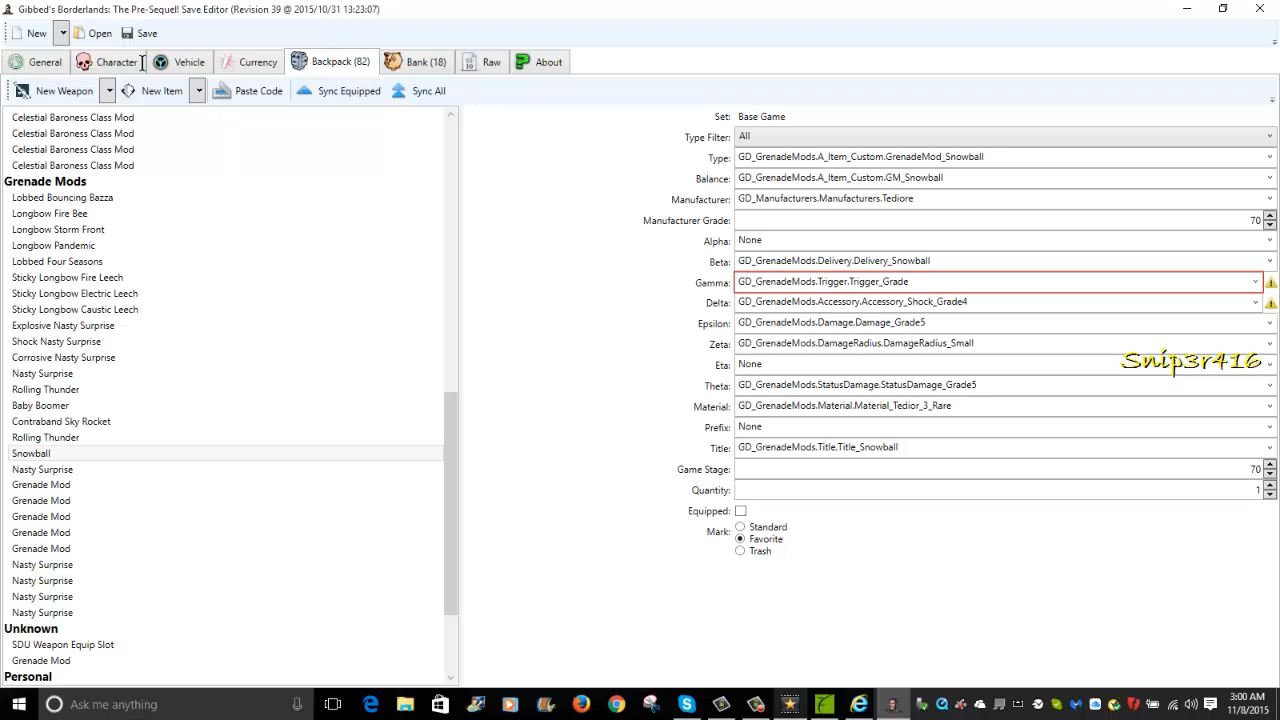 Gibbed's Borderlands: The Pre-Sequel! Save Editor (Revision 39 @ 2015/10/31 13:23:07)
New Open Save
General Character Vehicle Currency Backpack (82) Bank (18) Raw About
New Weapon New Item Paste Code Sync Equipped Sync All
Celestial Baroness Class Mod
Celestial Baroness Class Mod
Celestial Baroness Class Mod
Celestial Baroness Class Mod
Grenade Mods
Lobbed Bouncing Bazza
Longbow Fire Bee
Longbow Storm Front
Longbow Pandemic
Lobbed Four Seasons
Sticky Longbow Fire Leech
Sticky Longbow Electric Leech
Sticky Longbow Caustic Leech
Explosive Nasty Surprise
Shock Nasty Surprise
Corrosive Nasty Surprise
Nasty Surprise
Rolling Thunder
Baby Boomer
Contraband Sky Rocket
Rolling Thunder
Snowball
Nasty Surprise
Grenade Mod
Grenade Mod
Grenade Mod
Grenade Mod
Grenade Mod
Nasty Surprise
Nasty Surprise
Nasty Surprise
Nasty Surprise
Unknown
SDU Weapon Equip Slot
Grenade Mod
Personal
Set: Base Game
Type Filter: All
Type: GD_GrenadeMods.A_Item_Custom.GrenadeMod_Snowball
Balance: GD_GrenadeMods.A_Item_Custom.GM_Snowball
Manufacturer: GD_Manufacturers.Manufacturers.Tediore
Manufacturer Grade: 70
Alpha: None
Beta: GD_GrenadeMods.Delivery.Delivery_Snowball
Gamma: GD_GrenadeMods.Trigger.Trigger_Grade
Delta: GD_GrenadeMods.Accessory.Accessory_Shock_Grade4
Epsilon: GD_GrenadeMods.Damage.Damage_Grade5
Zeta: GD_GrenadeMods.DamageRadius.DamageRadius_Small
Eta: None
Snip3r416
Theta: GD_GrenadeMods.StatusDamage.StatusDamage_Grade5
Material: GD_GrenadeMods.Material.Material_Tedior_3_Rare
Prefix: None
Title: GD_GrenadeMods.Title.Title_Snowball
Game Stage: 70
Quantity: 1
Equipped:
Mark: Standard
Favorite
Trash
Ask me anything
3:00 AM
11/8/2015